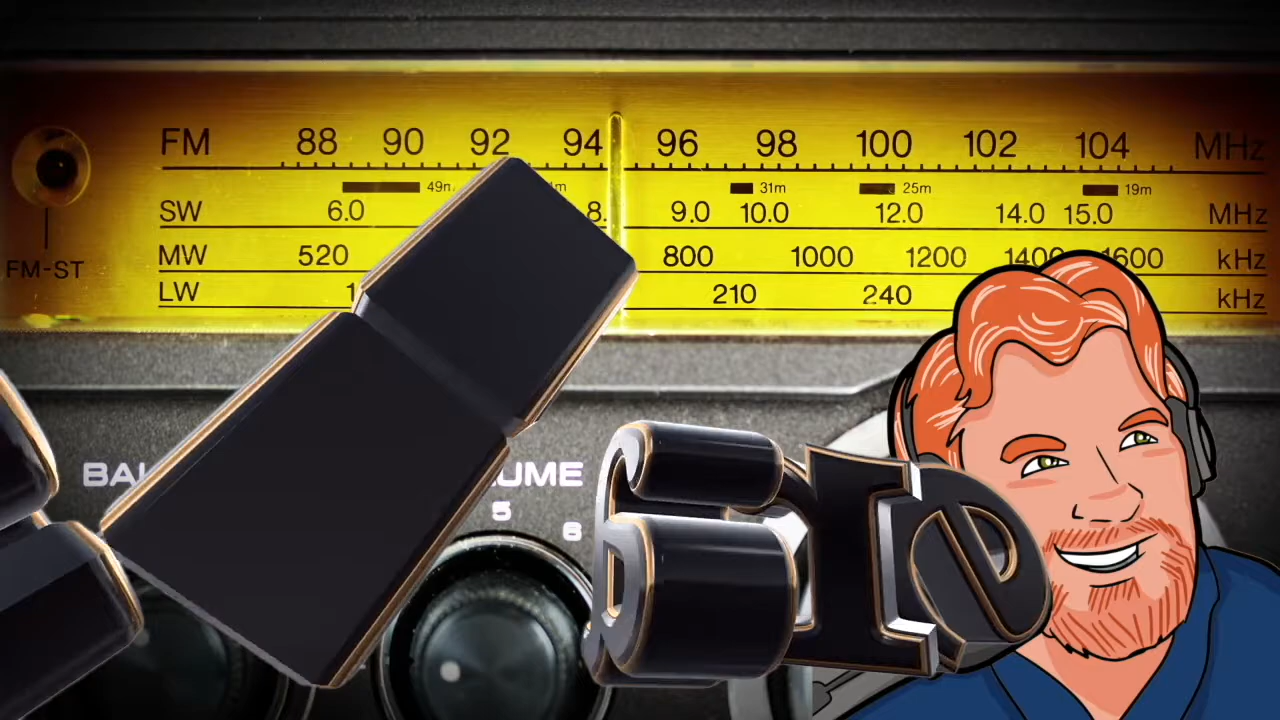 FM 88 90 92 94 96 98 100 102 104 MHz
31m 25m 19m
SW 6.0 8. 9.0 10.0 12.0 14.0 15.0 MHz
FM-ST
MW 520 800 1000 1200 1400 1600 kHz
LW 210 240 kHz
5
6